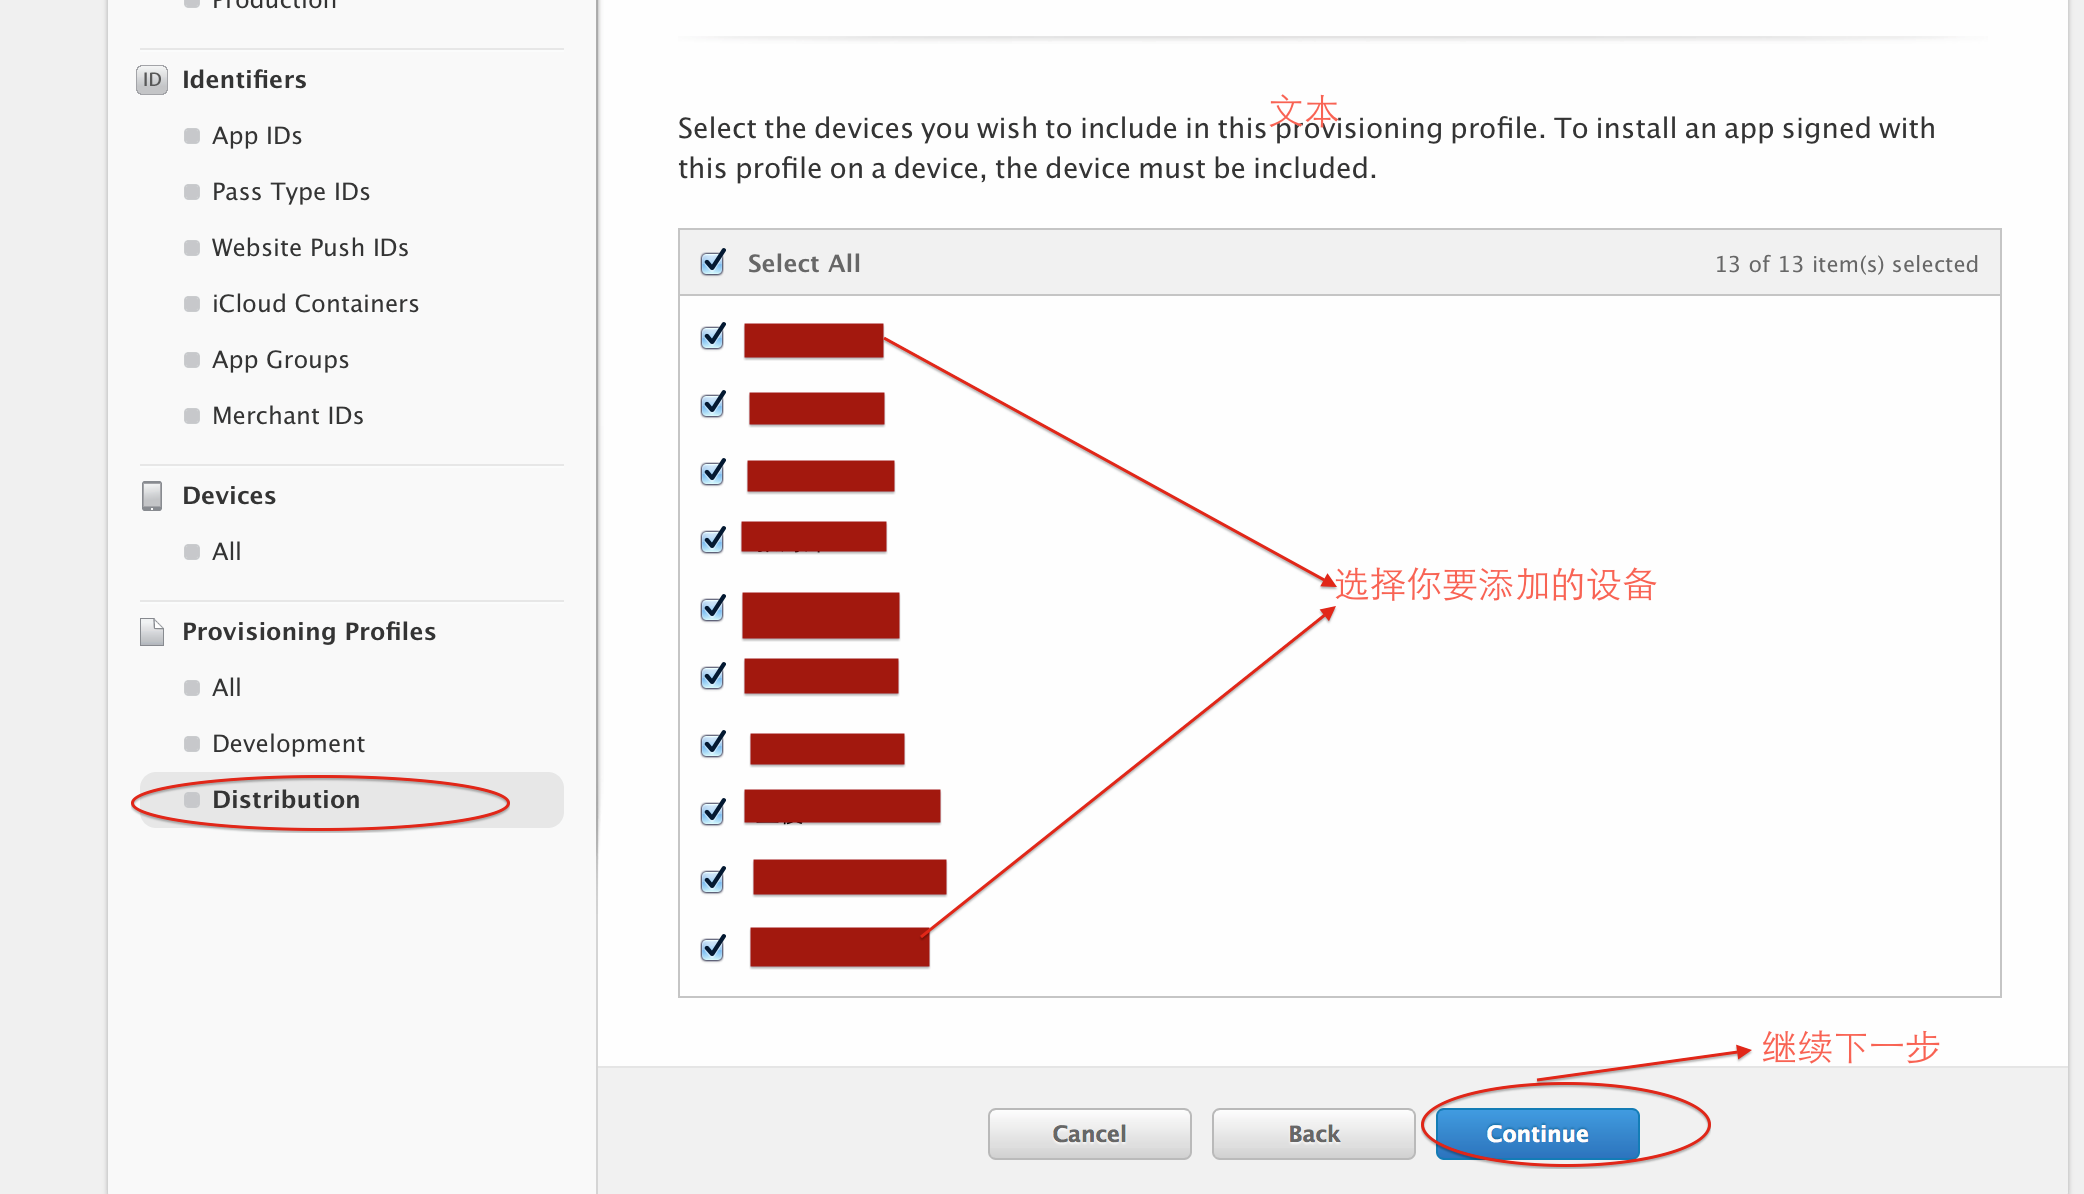 Production
ID Identifiers
App IDs
Pass Type IDs
Website Push IDs
iCloud Containers
App Groups
Merchant IDs
Devices
All
Provisioning Profiles
All
Development
Distribution
文本
Select the devices you wish to include in this provisioning profile. To install an app signed with
this profile on a device, the device must be included.
Select All 13 of 13 item(s) selected
选择你要添加的设备
继续下一步
Cancel Back Continue